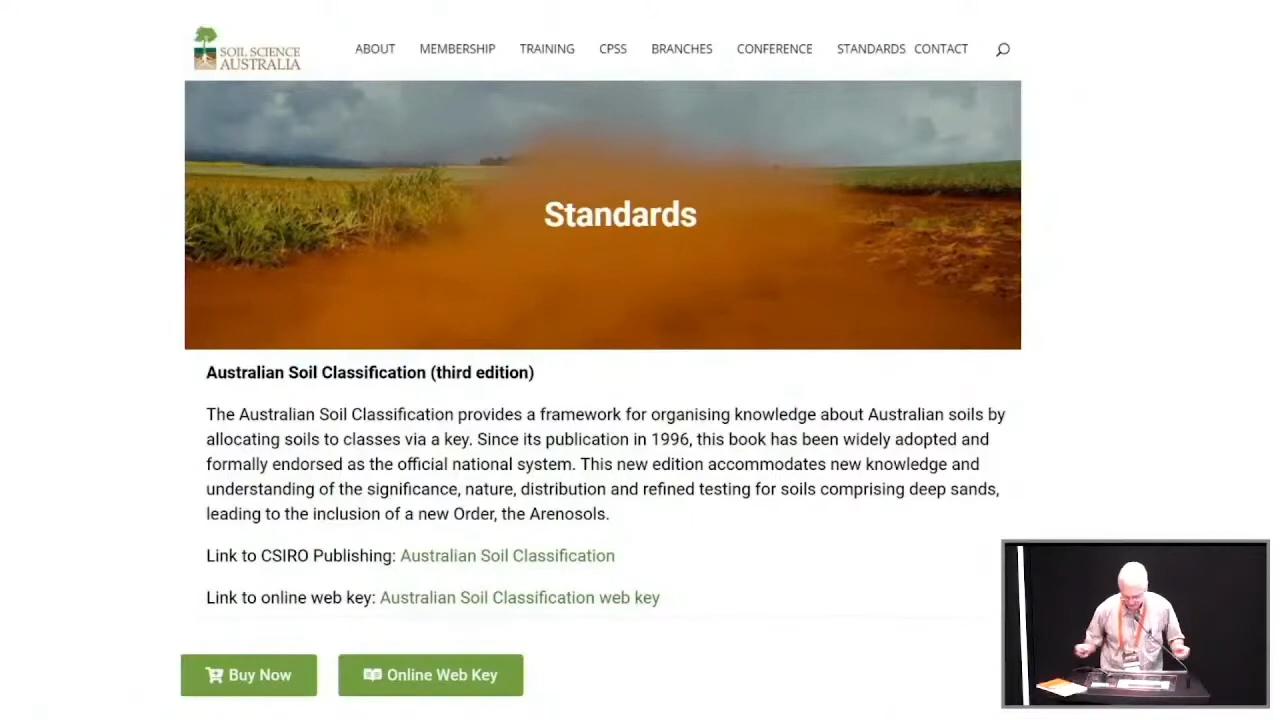 SOIL SCIENCE
AUSTRALIA
ABOUT MEMBERSHIP TRAINING CPSS BRANCHES CONFERENCE STANDARDS CONTACT
Standards
Australian Soil Classification (third edition)
The Australian Soil Classification provides a framework for organising knowledge about Australian soils by
allocating soils to classes via a key. Since its publication in 1996, this book has been widely adopted and
formally endorsed as the official national system. This new edition accommodates new knowledge and
understanding of the significance, nature, distribution and refined testing for soils comprising deep sands,
leading to the inclusion of a new Order, the Arenosols.
Link to CSIRO Publishing: Australian Soil Classification
Link to online web key: Australian Soil Classification web key
Buy Now Online Web Key